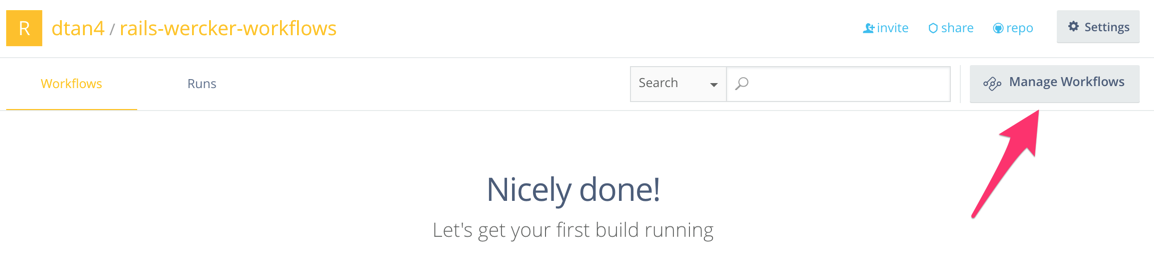 R dtan4 / rails-wercker-workflows invite share repo Settings
Workflows Runs Search Manage Workflows
Nicely done!
Let's get your first build running